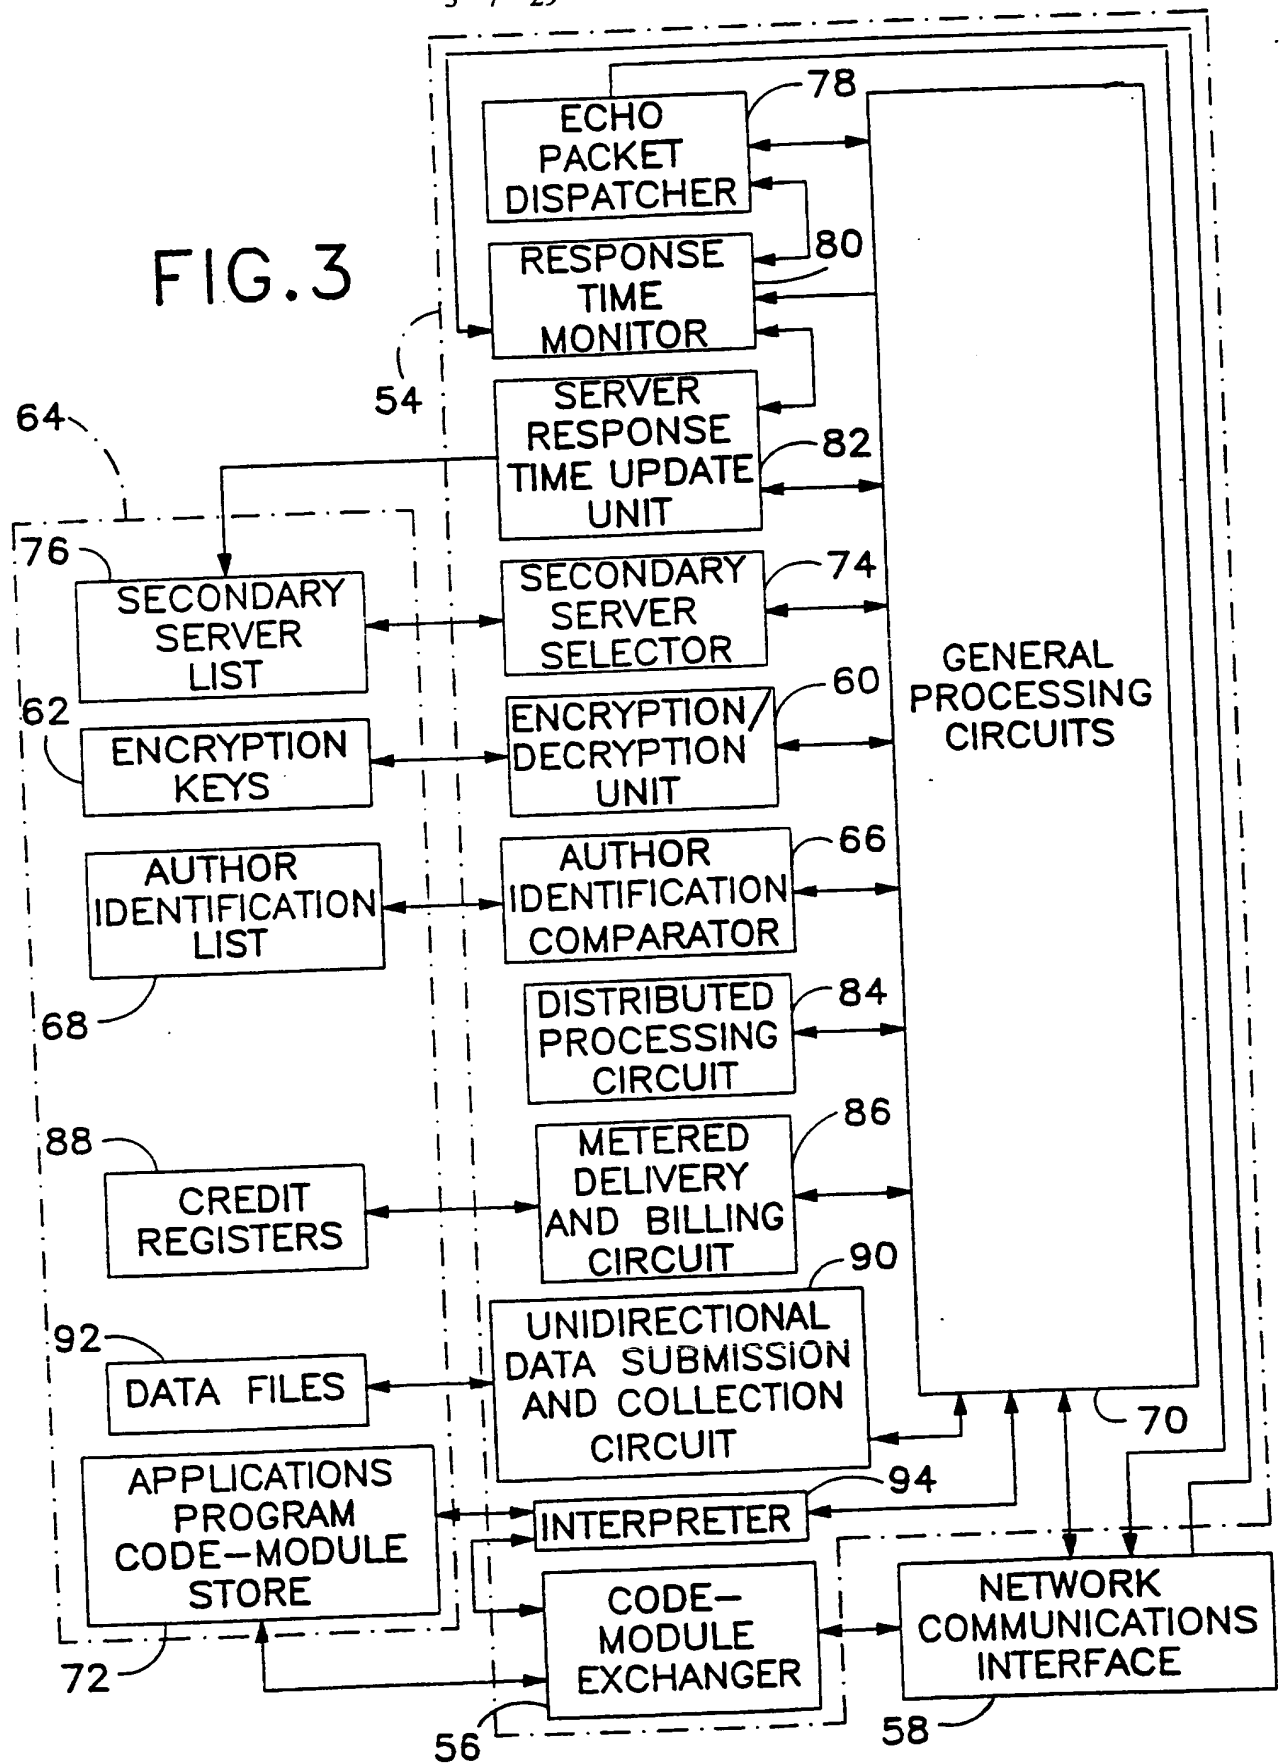 FIG.3
54
64
ECHO
PACKET
DISPATCHER
78
RESPONSE
TIME
MONITOR
80
SERVER
RESPONSE
TIME UPDATE
UNIT
82
76
SECONDARY
SERVER
LIST
SECONDARY
SERVER
SELECTOR
74
GENERAL
PROCESSING
CIRCUITS
62
ENCRYPTION
KEYS
ENCRYPTION/
DECRYPTION
UNIT
60
AUTHOR
IDENTIFICATION
LIST
68
AUTHOR
IDENTIFICATION
COMPARATOR
66
DISTRIBUTED
PROCESSING
CIRCUIT
84
88
CREDIT
REGISTERS
METERED
DELIVERY
AND BILLING
CIRCUIT
86
92
DATA FILES
UNIDIRECTIONAL
DATA SUBMISSION
AND COLLECTION
CIRCUIT
90
70
APPLICATIONS
PROGRAM
CODE-MODULE
STORE
72
INTERPRETER
94
CODE-
MODULE
EXCHANGER
56
NETWORK
COMMUNICATIONS
INTERFACE
58